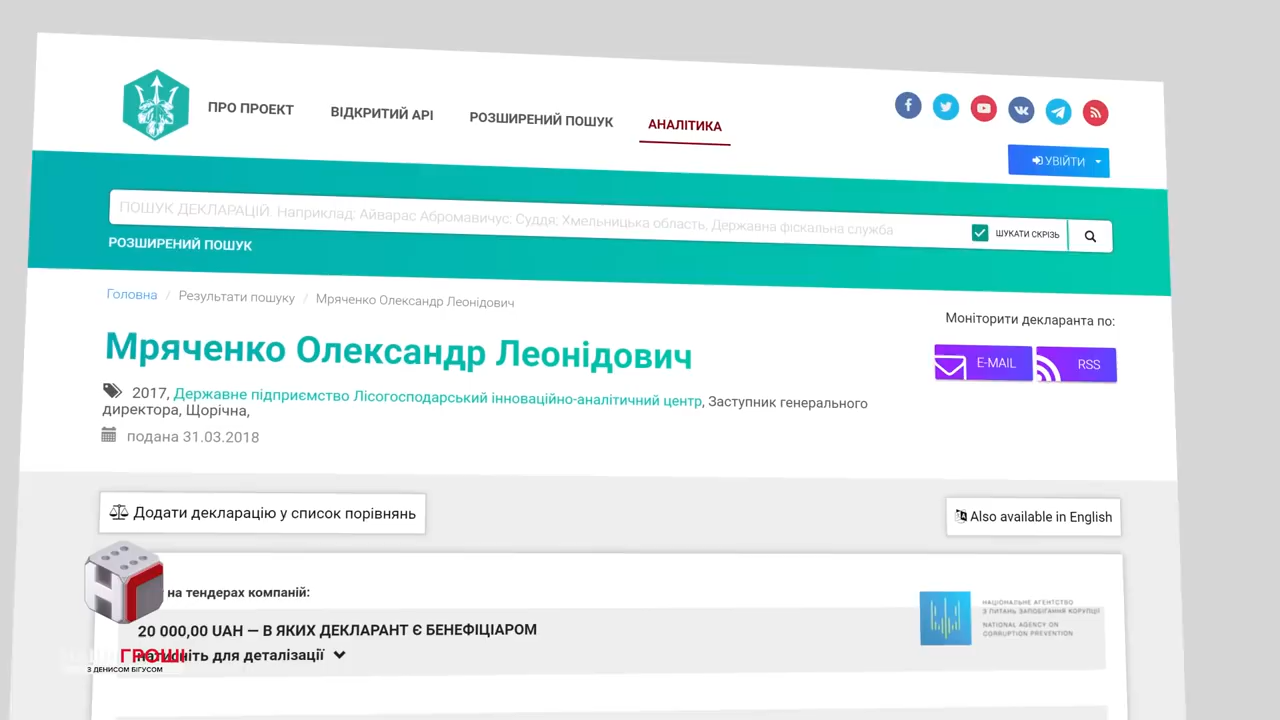 ПРО ПРОЕКТ
ВІДКРИТИЙ АРІ
РОЗШИРЕНИЙ ПОШУК
АНАЛІТИКА
УВІЙТИ
ПОШУК ДЕКЛАРАЦІЙ. Наприклад: Айварас Абромавичус; Суддя; Хмельницька область, Державна фіскальна служба
ШУКАТИ СКРІЗЬ
РОЗШИРЕНИЙ ПОШУК
Головна / Результати пошуку / Мряченко Олександр Леонідович
Моніторити декларанта по:
Мряченко Олександр Леонідович
E-MAIL
RSS
2017, Державне підприємство Лісогосподарський інноваційно-аналітичний центр, Заступник генерального
директора, Щорічна,
подана 31.03.2018
Додати декларацію у список порівнянь
Also available in English
на тендерах компаній:
НАЦІОНАЛЬНЕ АГЕНТСТВО
З ПИТАНЬ ЗАПОБІГАННЯ КОРУПЦІЇ
NATIONAL AGENCY ON
CORRUPTION PREVENTION
20 000,00 UAH — В ЯКИХ ДЕКЛАРАНТ Є БЕНЕФІЦІАРОМ
натисніть для деталізації
НАШІ ГРОШІ
З ДЕНИСОМ БІГУСОМ